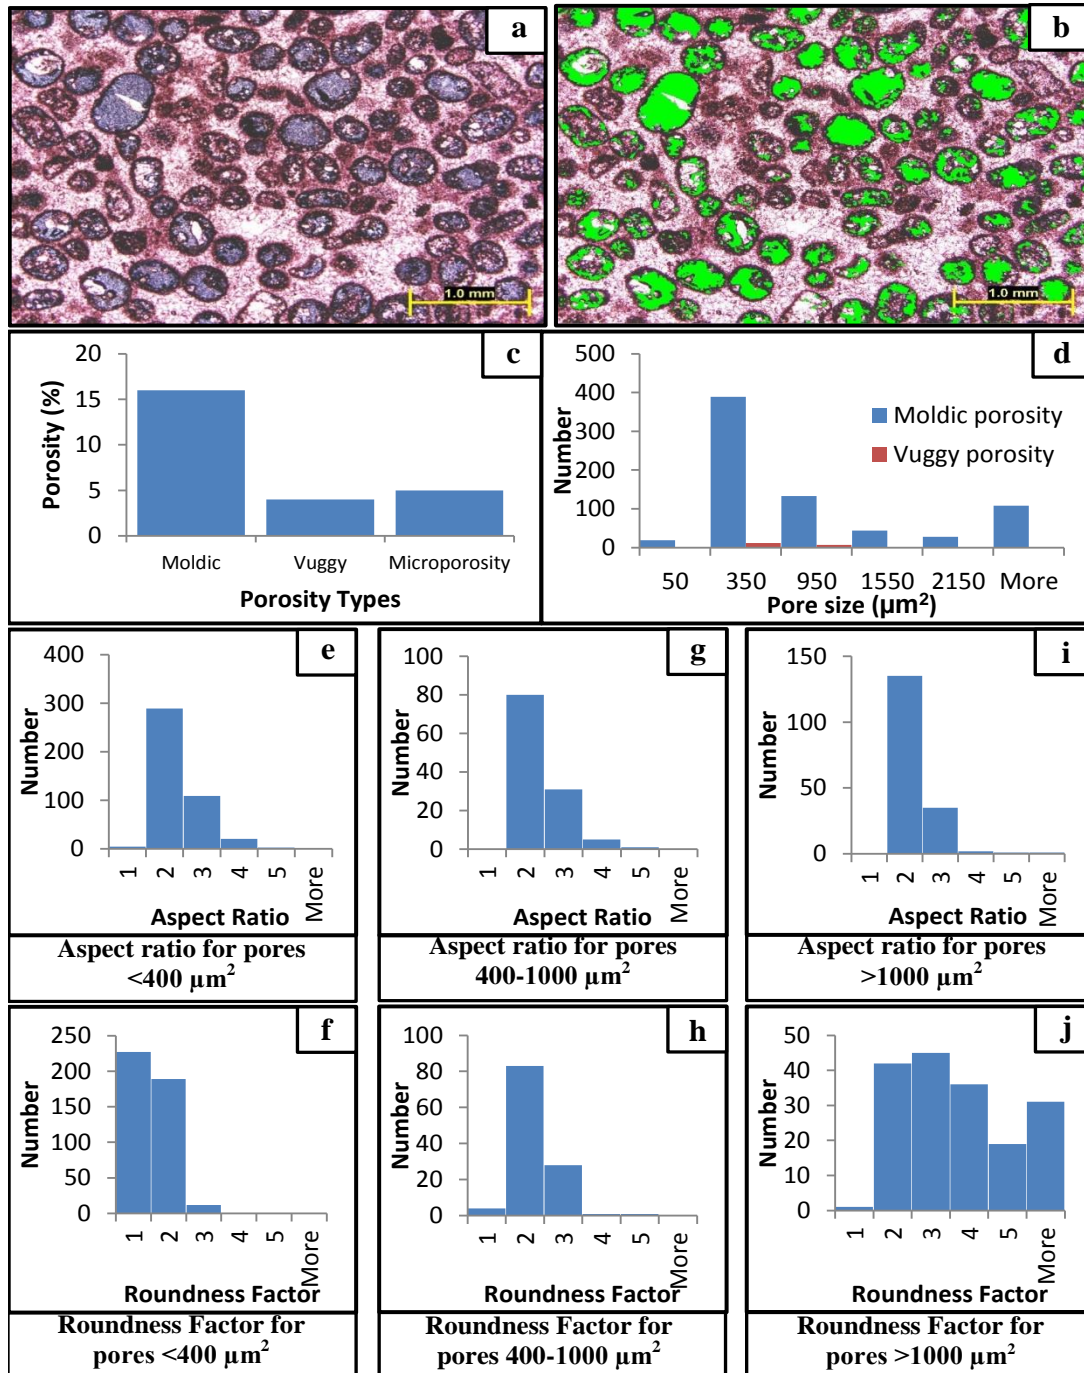 a
1.0 mm
b
1.0 mm
c
20
15
10
5
0
Porosity (%)
Moldic Vuggy Microporosity
Porosity Types
d
500
400
300
200
100
0
Number
Moldic porosity
Vuggy porosity
50 350 950 1550 2150 More
Pore size (µm²)
e
400
300
200
100
0
Number
1 2 3 4 5 More
Aspect Ratio
Aspect ratio for pores
<400 µm²
g
100
80
60
40
20
0
Number
1 2 3 4 5 More
Aspect Ratio
Aspect ratio for pores
400-1000 µm²
i
150
100
50
0
Number
1 2 3 4 5 More
Aspect Ratio
Aspect ratio for pores
>1000 µm²
f
250
200
150
100
50
0
Number
1 2 3 4 5 More
Roundness Factor
Roundness Factor for
pores <400 µm²
h
100
80
60
40
20
0
Number
1 2 3 4 5 More
Roundness Factor
Roundness Factor for
pores 400-1000 µm²
j
50
40
30
20
10
0
Number
1 2 3 4 5 More
Roundness Factor
Roundness Factor for
pores >1000 µm²